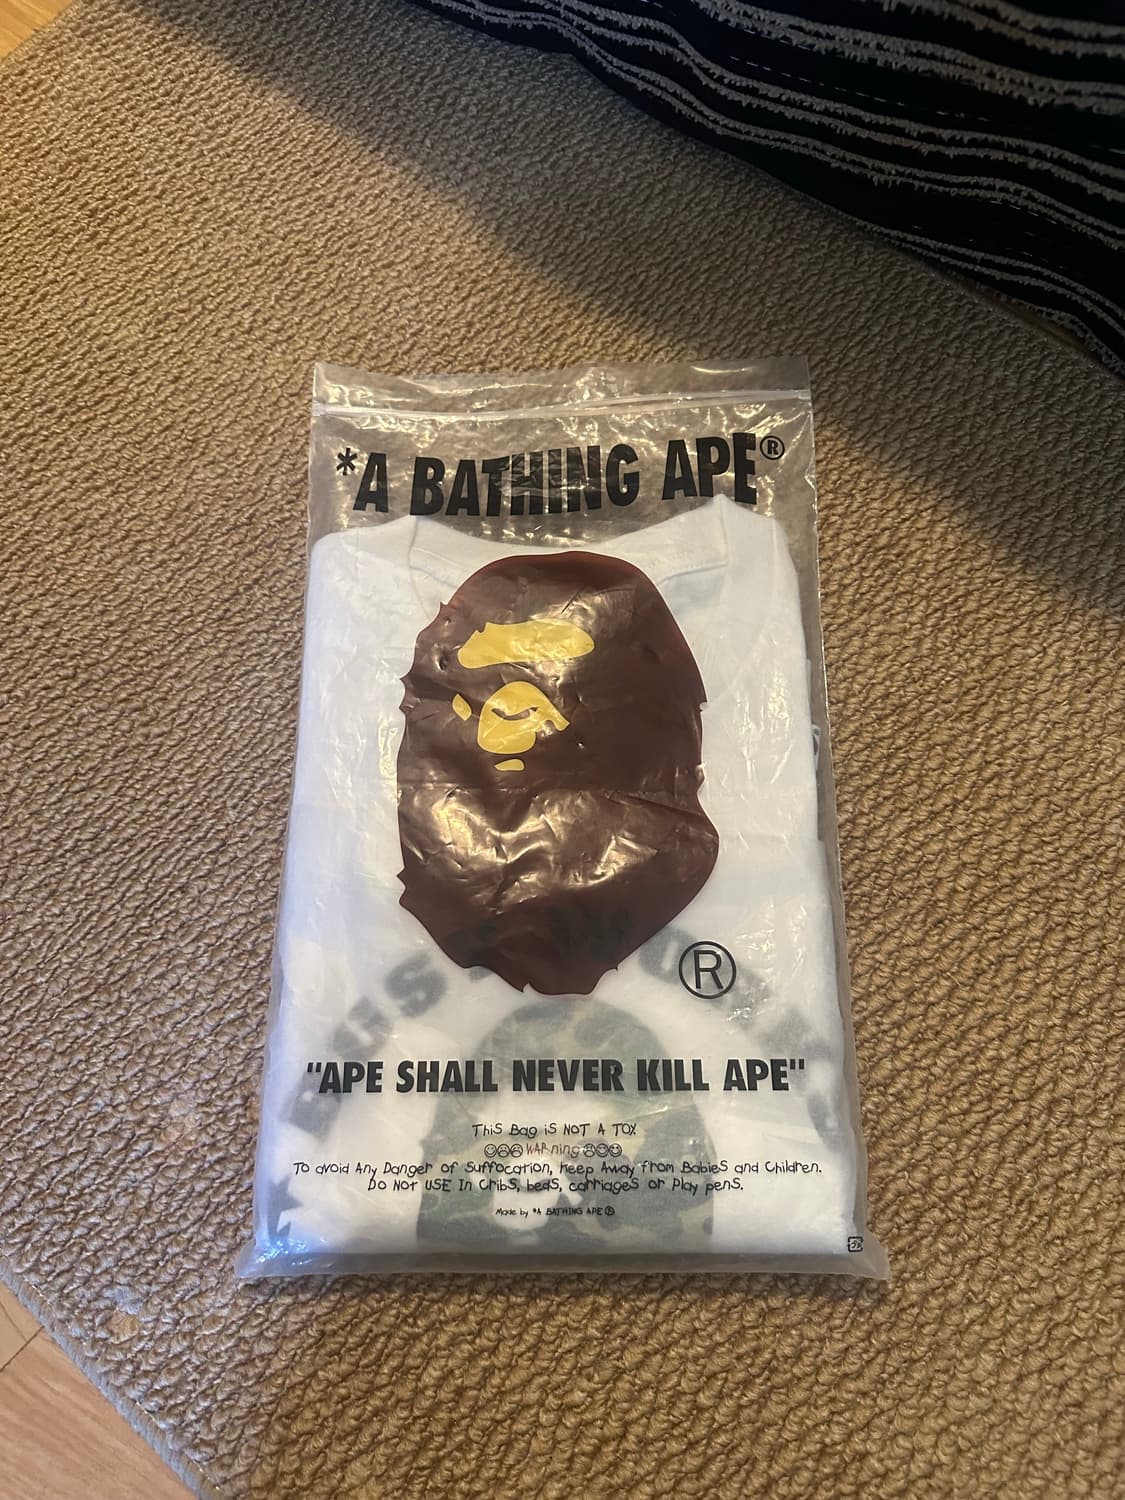 *A BATHING APE®
®
"APE SHALL NEVER KILL APE"
THis Bag iS NOT A TOY
WARning
TO avoid Any Danger of Suffocation, Keep Away from Babies and Children.
Do NOT USE In Cribs, beds, carriages or Play pens.
Made by *A BATHING APE®